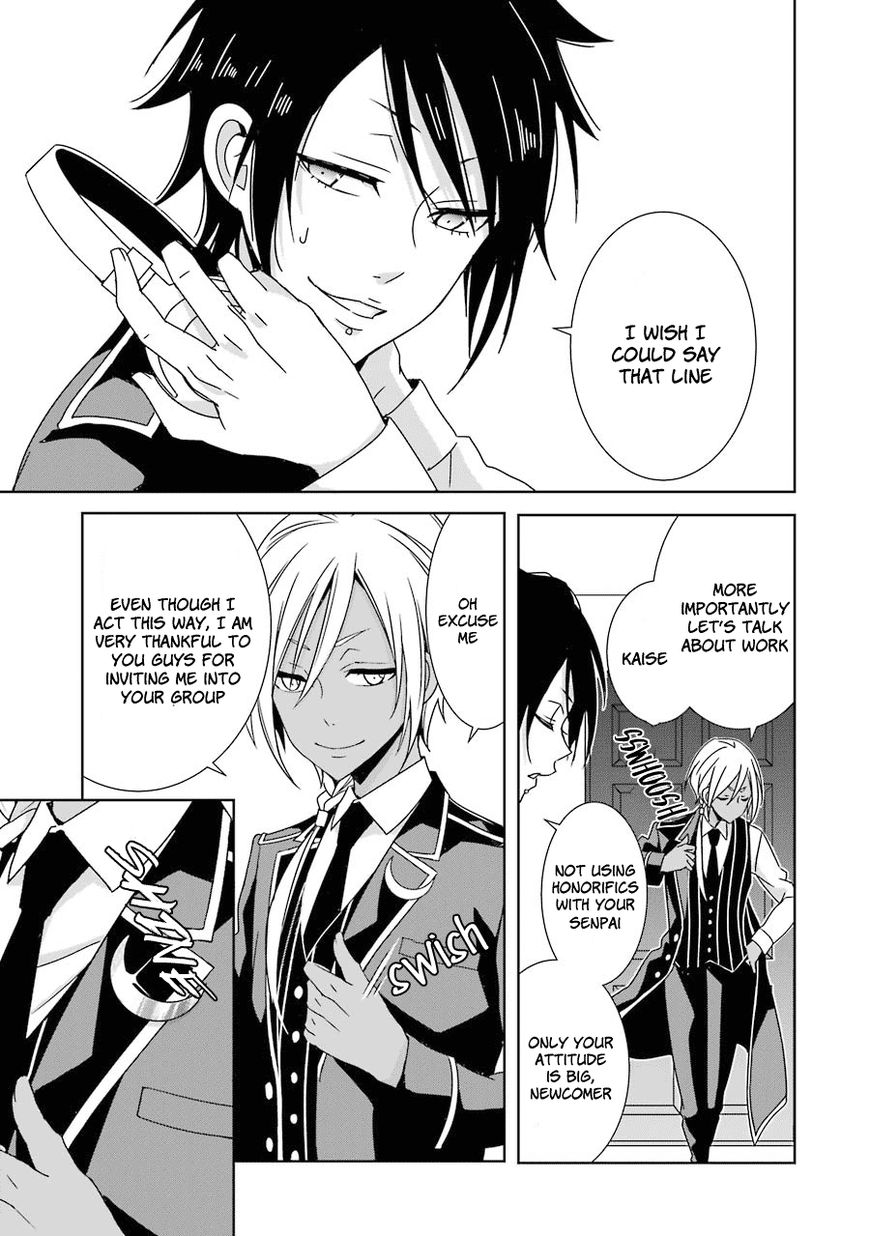 I WISH I
COULD SAY
THAT LINE
MORE
IMPORTANTLY
LET'S TALK
ABOUT WORK
KAISE
SSWHOOSH
NOT USING
HONORIFICS
WITH YOUR
SENPAI
ONLY YOUR
ATTITUDE
IS BIG,
NEWCOMER
OH
EXCUSE
ME
EVEN THOUGH I
ACT THIS WAY, I AM
VERY THANKFUL TO
YOU GUYS FOR
INVITING ME INTO
YOUR GROUP
SWISH
SHINE